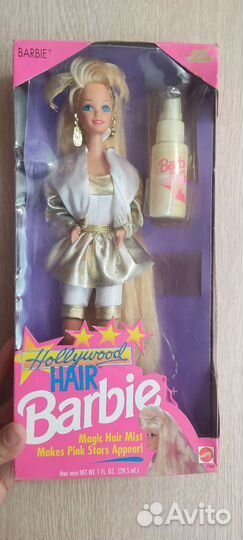 BARBIE®
Barbie
Hollywood
HAIR
Barbie
Magic Hair Mist
Makes Pink Stars Appear!
Hair mist NET WT. 1 FL. OZ. (29.5 ml.)
MATTEL
Avito